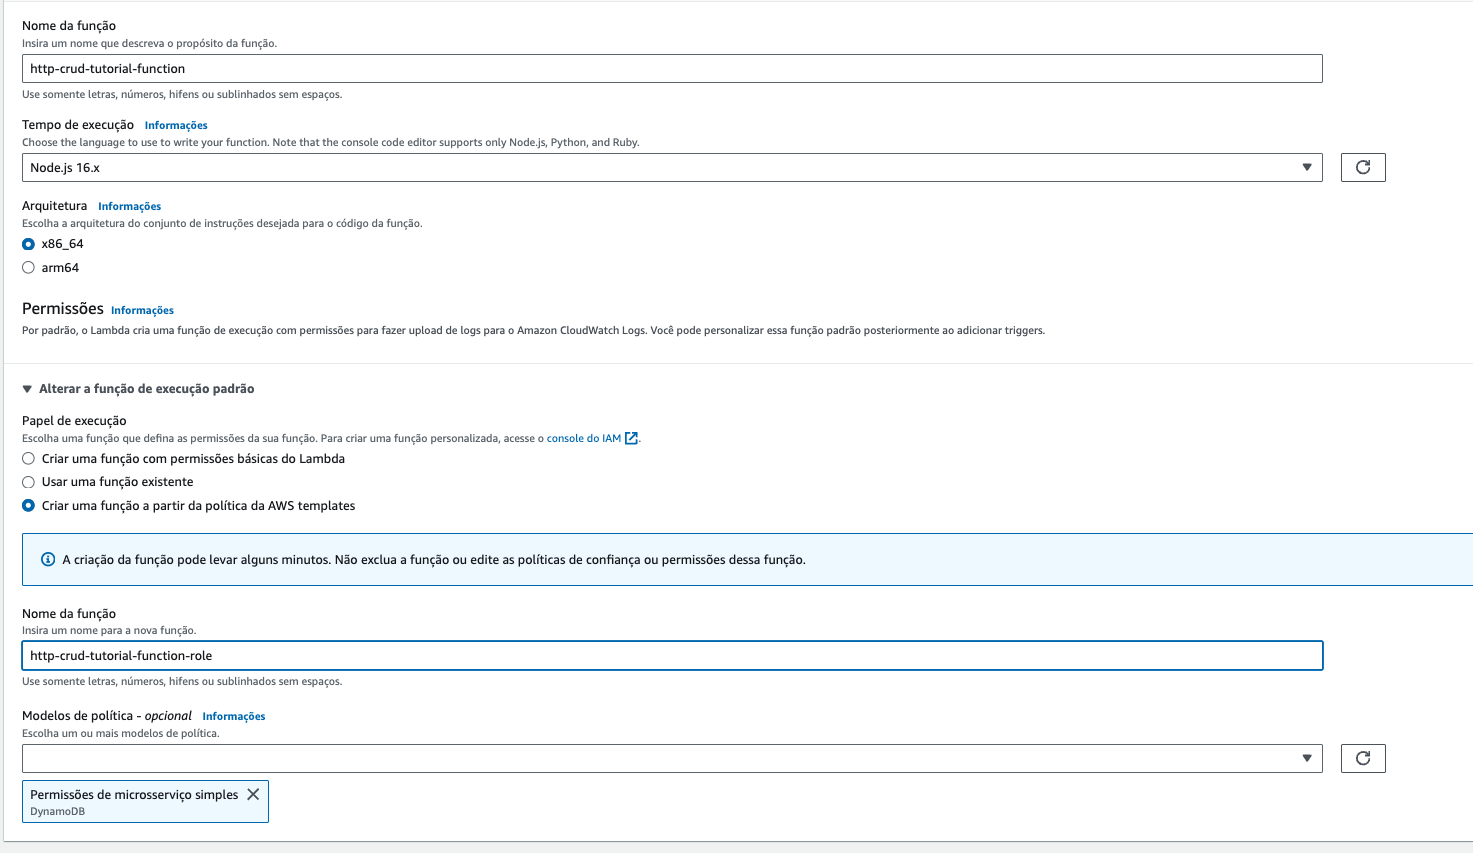 Nome da função
Insira um nome que descreva o propósito da função.
http-crud-tutorial-function
Use somente letras, números, hifens ou sublinhados sem espaços.
Tempo de execução Informações
Choose the language to use to write your function. Note that the console code editor supports only Node.js, Python, and Ruby.
Node.js 16.x
Arquitetura Informações
Escolha a arquitetura do conjunto de instruções desejada para o código da função.
x86_64
arm64
Permissões Informações
Por padrão, o Lambda cria uma função de execução com permissões para fazer upload de logs para o Amazon CloudWatch Logs. Você pode personalizar essa função padrão posteriormente ao adicionar triggers.
Alterar a função de execução padrão
Papel de execução
Escolha uma função que defina as permissões da sua função. Para criar uma função personalizada, acesse o console do IAM.
Criar uma função com permissões básicas do Lambda
Usar uma função existente
Criar uma função a partir da política da AWS templates
A criação da função pode levar alguns minutos. Não exclua a função ou edite as políticas de confiança ou permissões dessa função.
Nome da função
Insira um nome para a nova função.
http-crud-tutorial-function-role
Use somente letras, números, hifens ou sublinhados sem espaços.
Modelos de política - opcional Informações
Escolha um ou mais modelos de política.
Permissões de microsserviço simples
DynamoDB